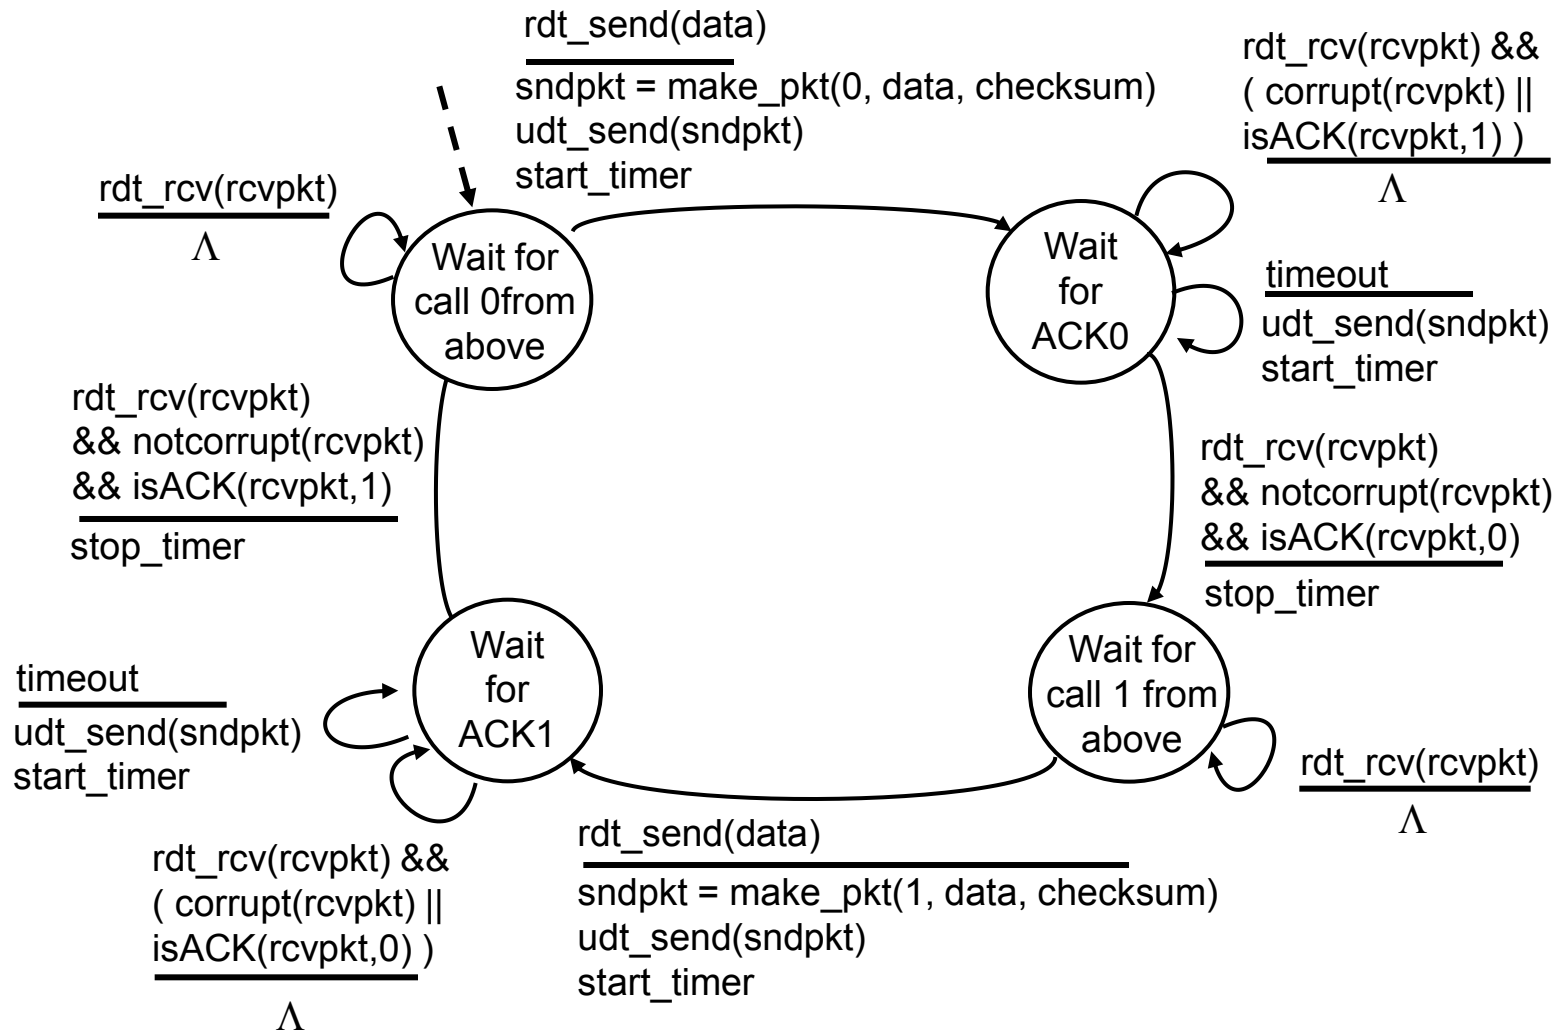 rdt_send(data)
sndpkt = make_pkt(0, data, checksum)
udt_send(sndpkt)
start_timer
rdt_rcv(rcvpkt) &&
( corrupt(rcvpkt) ||
isACK(rcvpkt,1) )
Λ
rdt_rcv(rcvpkt)
Λ
Wait for
call 0from
above
Wait
for
ACK0
timeout
udt_send(sndpkt)
start_timer
rdt_rcv(rcvpkt)
&& notcorrupt(rcvpkt)
&& isACK(rcvpkt,1)
stop_timer
rdt_rcv(rcvpkt)
&& notcorrupt(rcvpkt)
&& isACK(rcvpkt,0)
stop_timer
Wait
for
ACK1
Wait for
call 1 from
above
timeout
udt_send(sndpkt)
start_timer
rdt_rcv(rcvpkt)
Λ
rdt_rcv(rcvpkt) &&
( corrupt(rcvpkt) ||
isACK(rcvpkt,0) )
Λ
rdt_send(data)
sndpkt = make_pkt(1, data, checksum)
udt_send(sndpkt)
start_timer